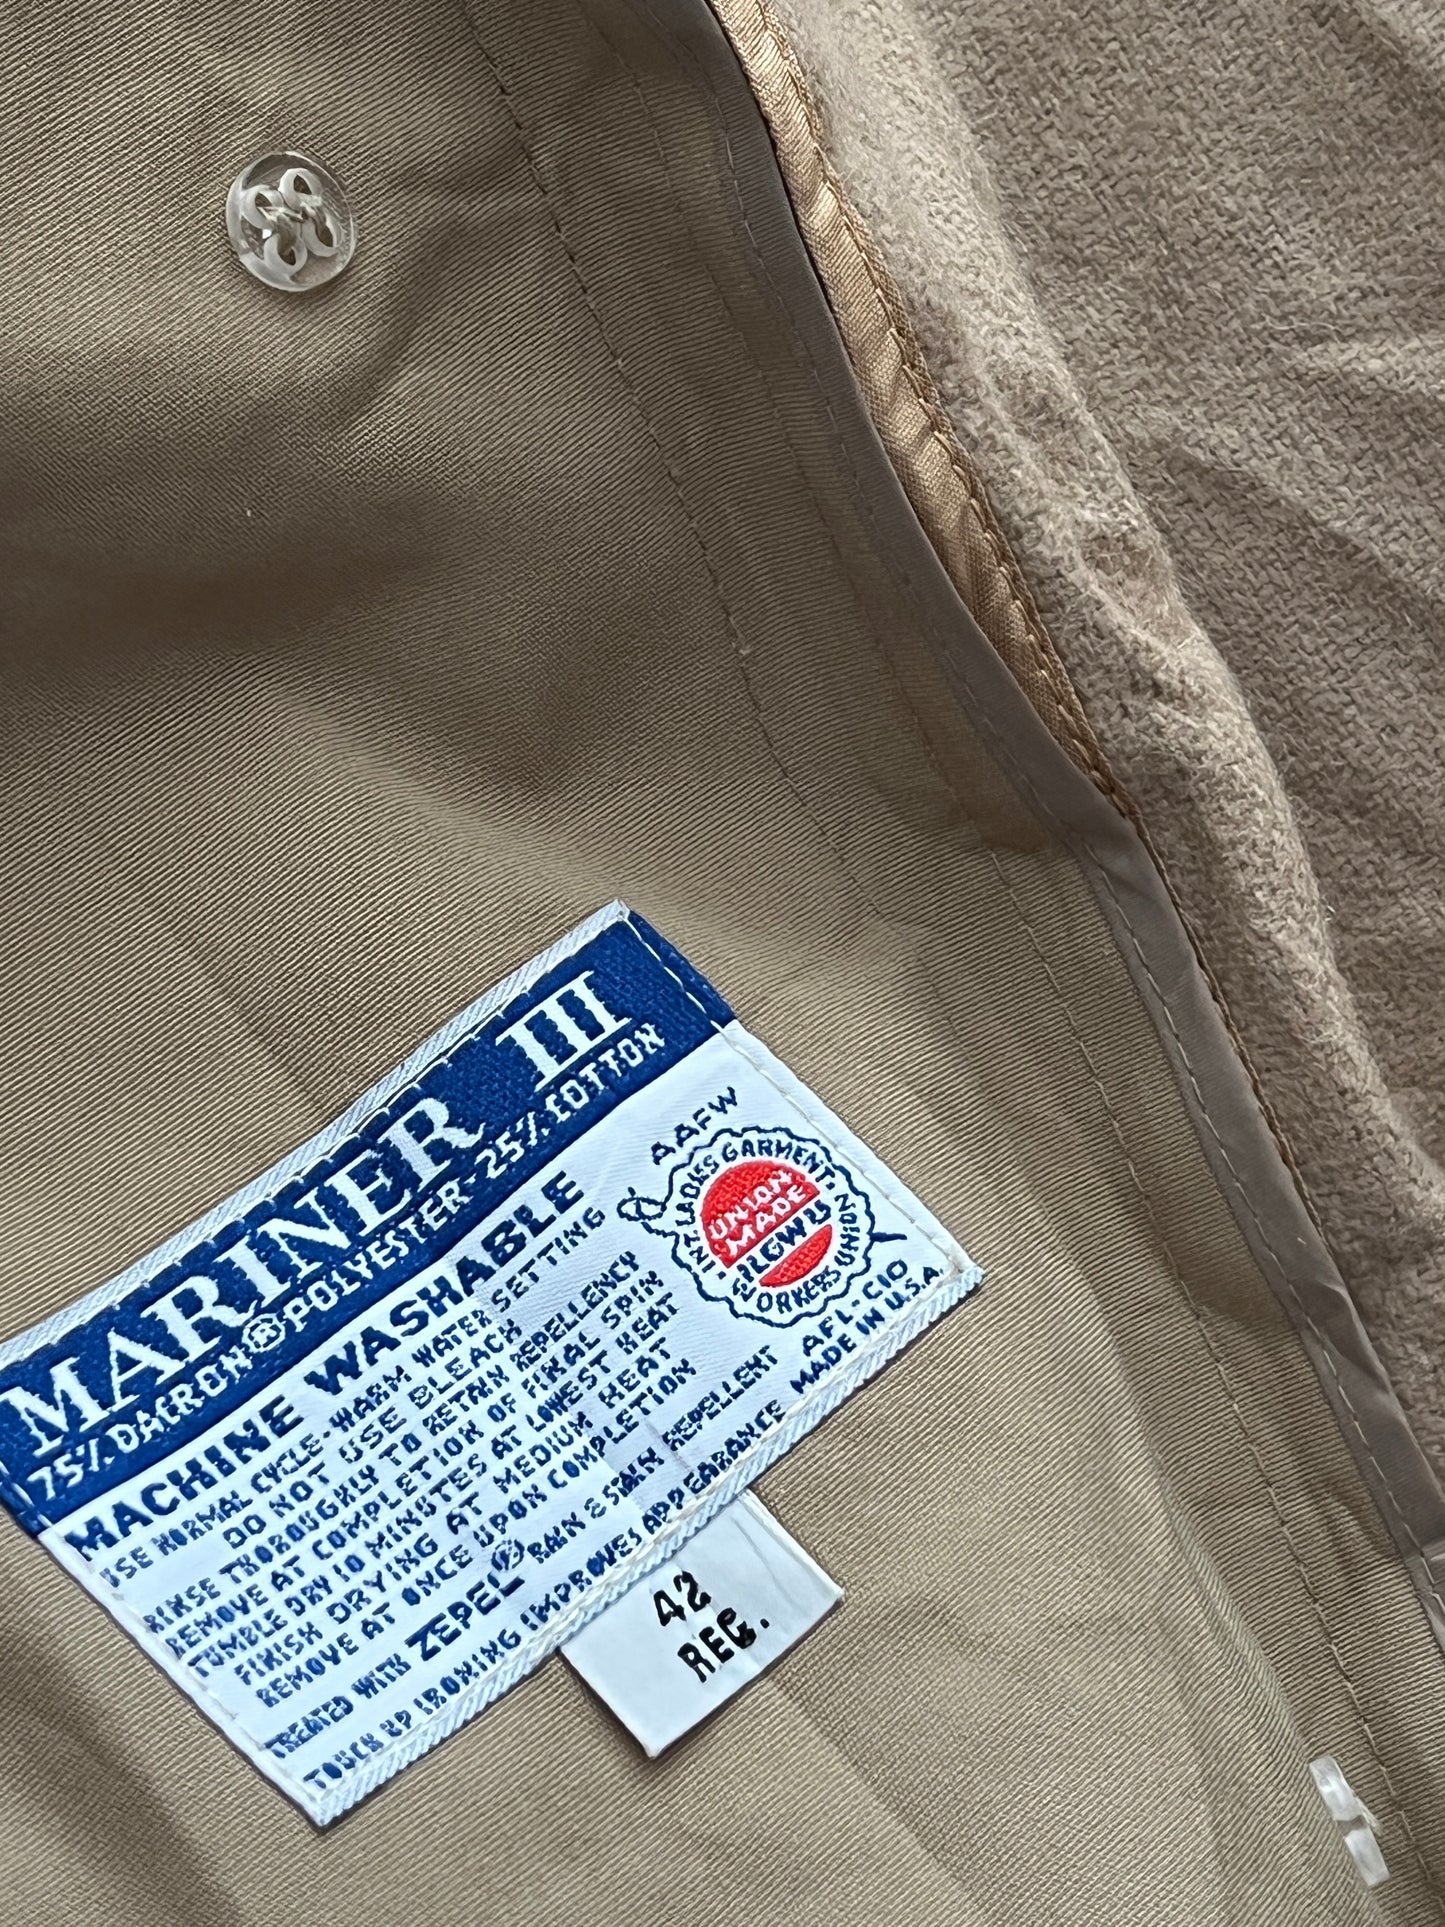 MARINER III
75% DACRON® POLYESTER-25% COTTON
MACHINE WASHABLE
USE NORMAL CYCLE-WARM WATER SETTING
DO NOT USE BLEACH
RINSE THOROUGHLY TO RETAIN REPELLENCY
REMOVE AT COMPLETION OF FINAL SPIN
TUMBLE DRY 10 MINUTES AT LOWEST HEAT
FINISH DRYING AT MEDIUM HEAT
REMOVE AT ONCE UPON COMPLETION
TREATED WITH ZEPEL® RAIN & STAIN REPELLENT
TOUCH UP IRONING IMPROVES APPEARANCE
AAFW
INT. LADIES GARMENT
WORKERS UNION
UNION
MADE
ILGWU
AFL-CIO
MADE IN U.S.A.
42
REG.